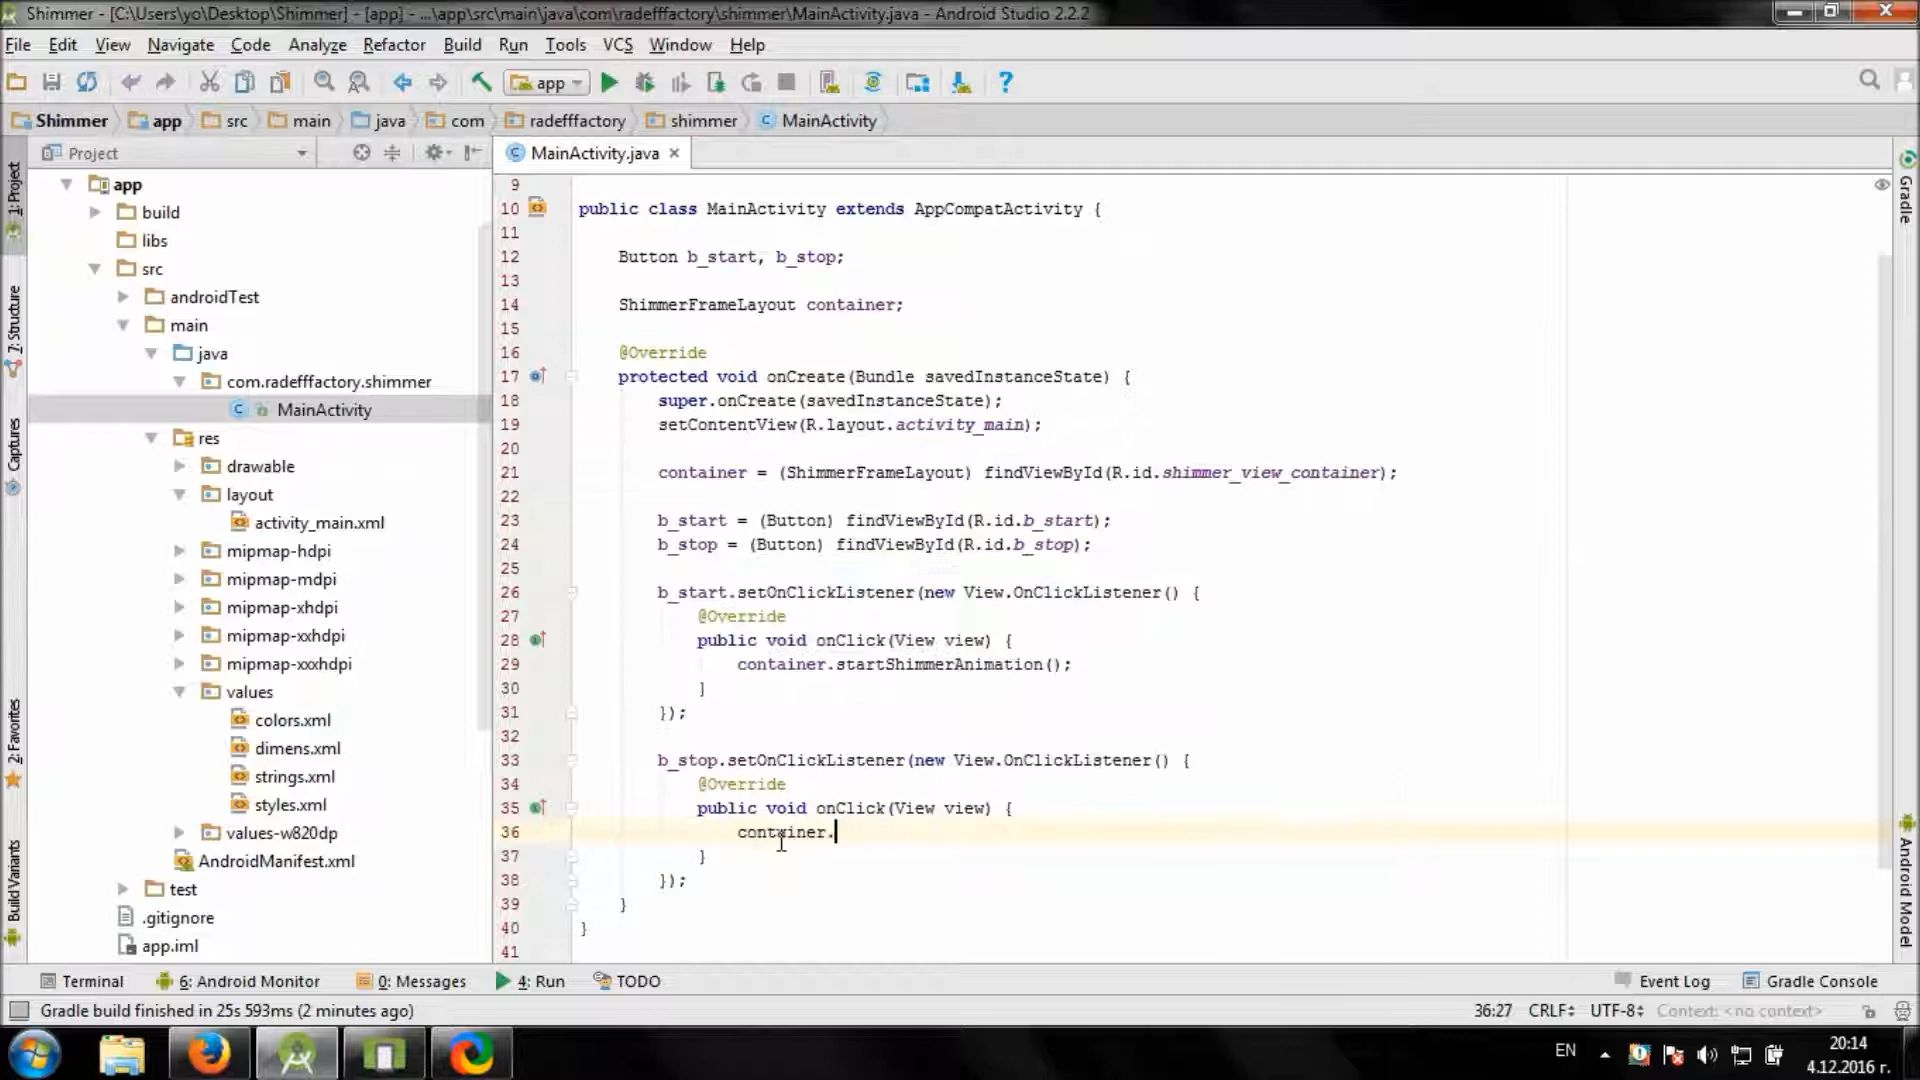 Shimmer - [C:\Users\yo\Desktop\Shimmer] - [app] - ...\app\src\main\java\com\radefffactory\shimmer\MainActivity.java - Android Studio 2.2.2
File Edit View Navigate Code Analyze Refactor Build Run Tools VCS Window Help
app
Shimmer app src main java com radefffactory shimmer MainActivity
Project
MainActivity.java
1: Project
7: Structure
Captures
2: Favorites
Build Variants
app
build
libs
src
androidTest
main
java
com.radefffactory.shimmer
MainActivity
res
drawable
layout
activity_main.xml
mipmap-hdpi
mipmap-mdpi
mipmap-xhdpi
mipmap-xxhdpi
mipmap-xxxhdpi
values
colors.xml
dimens.xml
strings.xml
styles.xml
values-w820dp
AndroidManifest.xml
test
.gitignore
app.iml
9
10 public class MainActivity extends AppCompatActivity {
11
12 Button b_start, b_stop;
13
14 ShimmerFrameLayout container;
15
16 @Override
17 protected void onCreate(Bundle savedInstanceState) {
18 super.onCreate(savedInstanceState);
19 setContentView(R.layout.activity_main);
20
21 container = (ShimmerFrameLayout) findViewById(R.id.shimmer_view_container);
22
23 b_start = (Button) findViewById(R.id.b_start);
24 b_stop = (Button) findViewById(R.id.b_stop);
25
26 b_start.setOnClickListener(new View.OnClickListener() {
27 @Override
28 public void onClick(View view) {
29 container.startShimmerAnimation();
30 }
31 });
32
33 b_stop.setOnClickListener(new View.OnClickListener() {
34 @Override
35 public void onClick(View view) {
36 container.
37 }
38 });
39 }
40 }
41
Gradle
Android Model
Terminal 6: Android Monitor 0: Messages 4: Run TODO Event Log Gradle Console
Gradle build finished in 25s 593ms (2 minutes ago) 36:27 CRLF UTF-8 Context: <no context>
EN 20:14
4.12.2016 г.